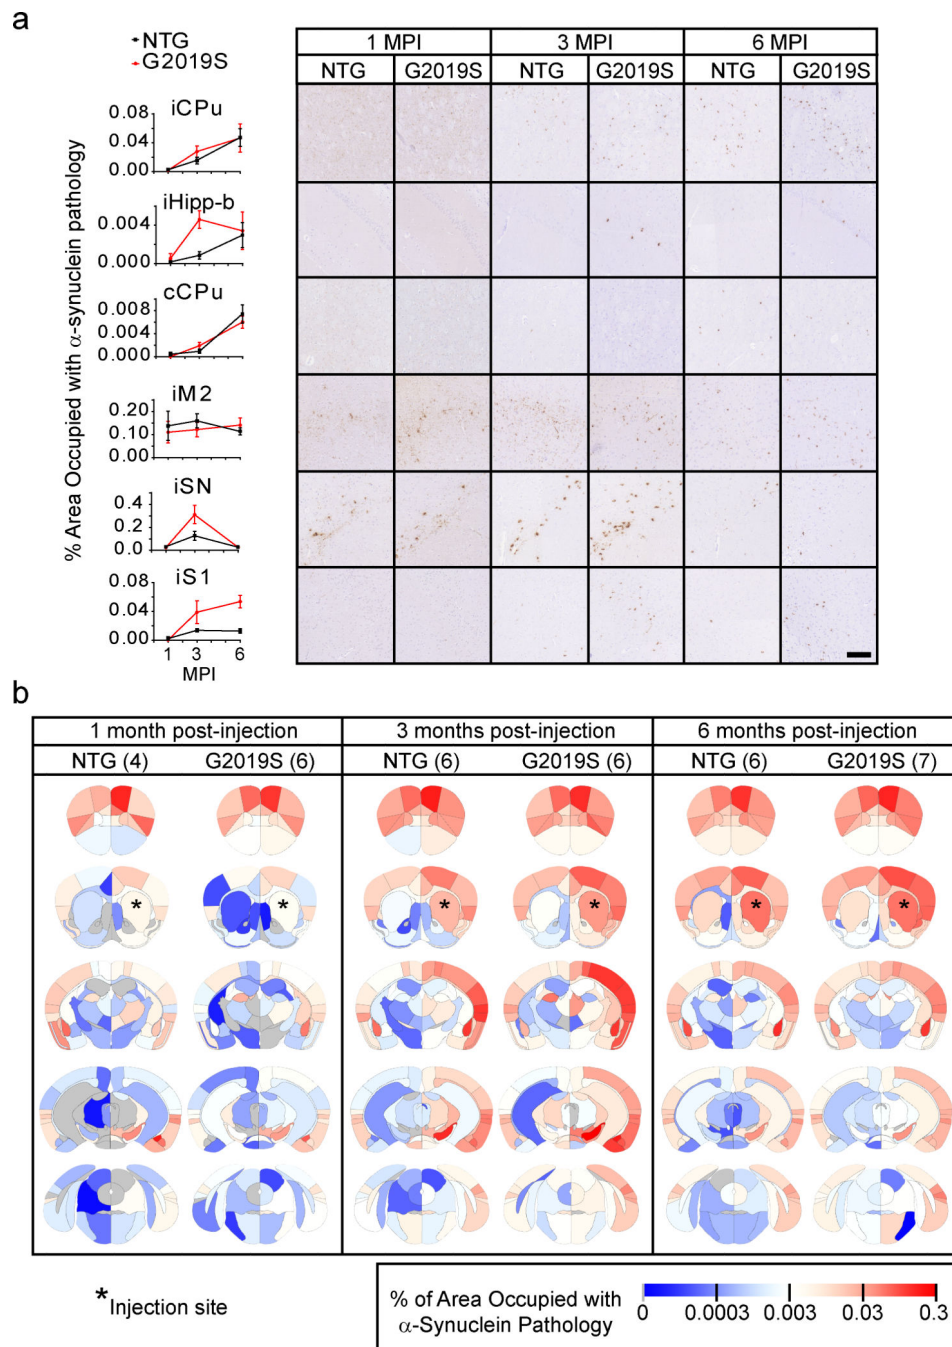 a
NTG
G2019S
% Area Occupied with α-synuclein pathology
iCPu
0.08
0.04
0.00
iHipp-b
0.004
0.000
cCPu
0.008
0.004
0.000
iM2
0.20
0.10
0.00
iSN
0.4
0.2
0.0
iS1
0.08
0.04
0.00
1 3 6
MPI
1 MPI 3 MPI 6 MPI
NTG G2019S NTG G2019S NTG G2019S
b
1 month post-injection 3 months post-injection 6 months post-injection
NTG (4) G2019S (6) NTG (6) G2019S (6) NTG (6) G2019S (7)
* * * * * *
*Injection site
% of Area Occupied with
α-Synuclein Pathology
0 0.0003 0.003 0.03 0.3